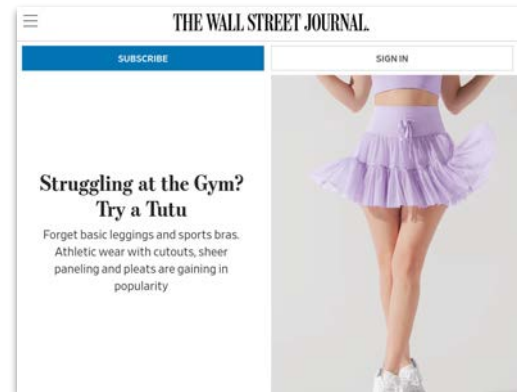 THE WALL STREET JOURNAL.
SUBSCRIBE
SIGN IN
Struggling at the Gym?
Try a Tutu
Forget basic leggings and sports bras.
Athletic wear with cutouts, sheer
paneling and pleats are gaining in
popularity